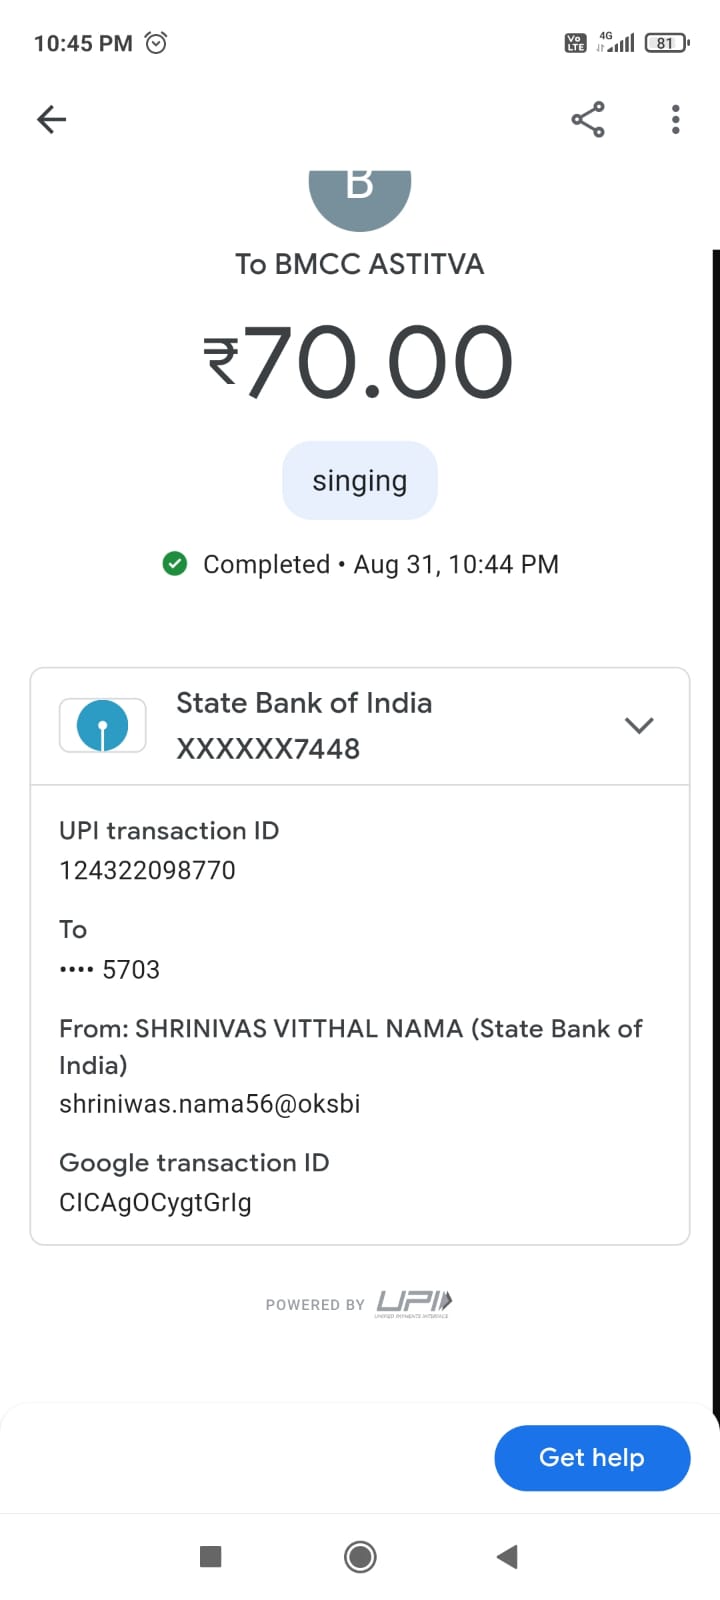 10:45 PM
Vo
LTE
4G
81
B
To BMCC ASTITVA
₹70.00
singing
Completed • Aug 31, 10:44 PM
State Bank of India
XXXXXX7448
UPI transaction ID
124322098770
To
•••• 5703
From: SHRINIVAS VITTHAL NAMA (State Bank of
India)
shriniwas.nama56@oksbi
Google transaction ID
CICAgOCygtGrIg
POWERED BY UPI
UNIFIED PAYMENTS INTERFACE
Get help